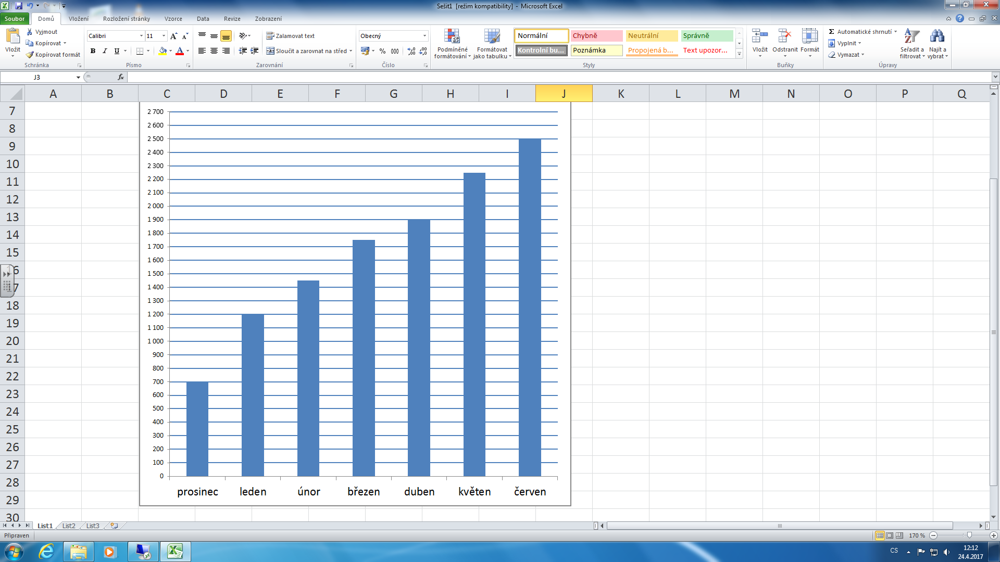 Sešit1 [režim kompatibility] - Microsoft Excel
Soubor Domů Vložení Rozložení stránky Vzorce Data Revize Zobrazení
Vložit
Vyjmout
Kopírovat
Kopírovat formát
Schránka
Calibri 11
B I U
Písmo
Zalamovat text
Sloučit a zarovnat na střed
Zarovnání
Obecný
% 000
Číslo
Podmíněné formátování
Formátovat jako tabulku
Normální Chybně Neutrální Správně
Kontrolní bu... Poznámka Propojená b... Text upozor...
Styly
Vložit Odstranit Formát
Buňky
Automatické shrnutí
Vyplnit
Vymazat
Seřadit a filtrovat
Najít a vybrat
Úpravy
J3 fx
A B C D E F G H I J K L M N O P Q
7
8
9
10
11
12
13
14
15
16
17
18
19
20
21
22
23
24
25
26
27
28
29
30
2 700
2 600
2 500
2 400
2 300
2 200
2 100
2 000
1 900
1 800
1 700
1 600
1 500
1 400
1 300
1 200
1 100
1 000
900
800
700
600
500
400
300
200
100
0
prosinec leden únor březen duben květen červen
List1 List2 List3
Připraven 170 %
CS 12:12
24.4.2017